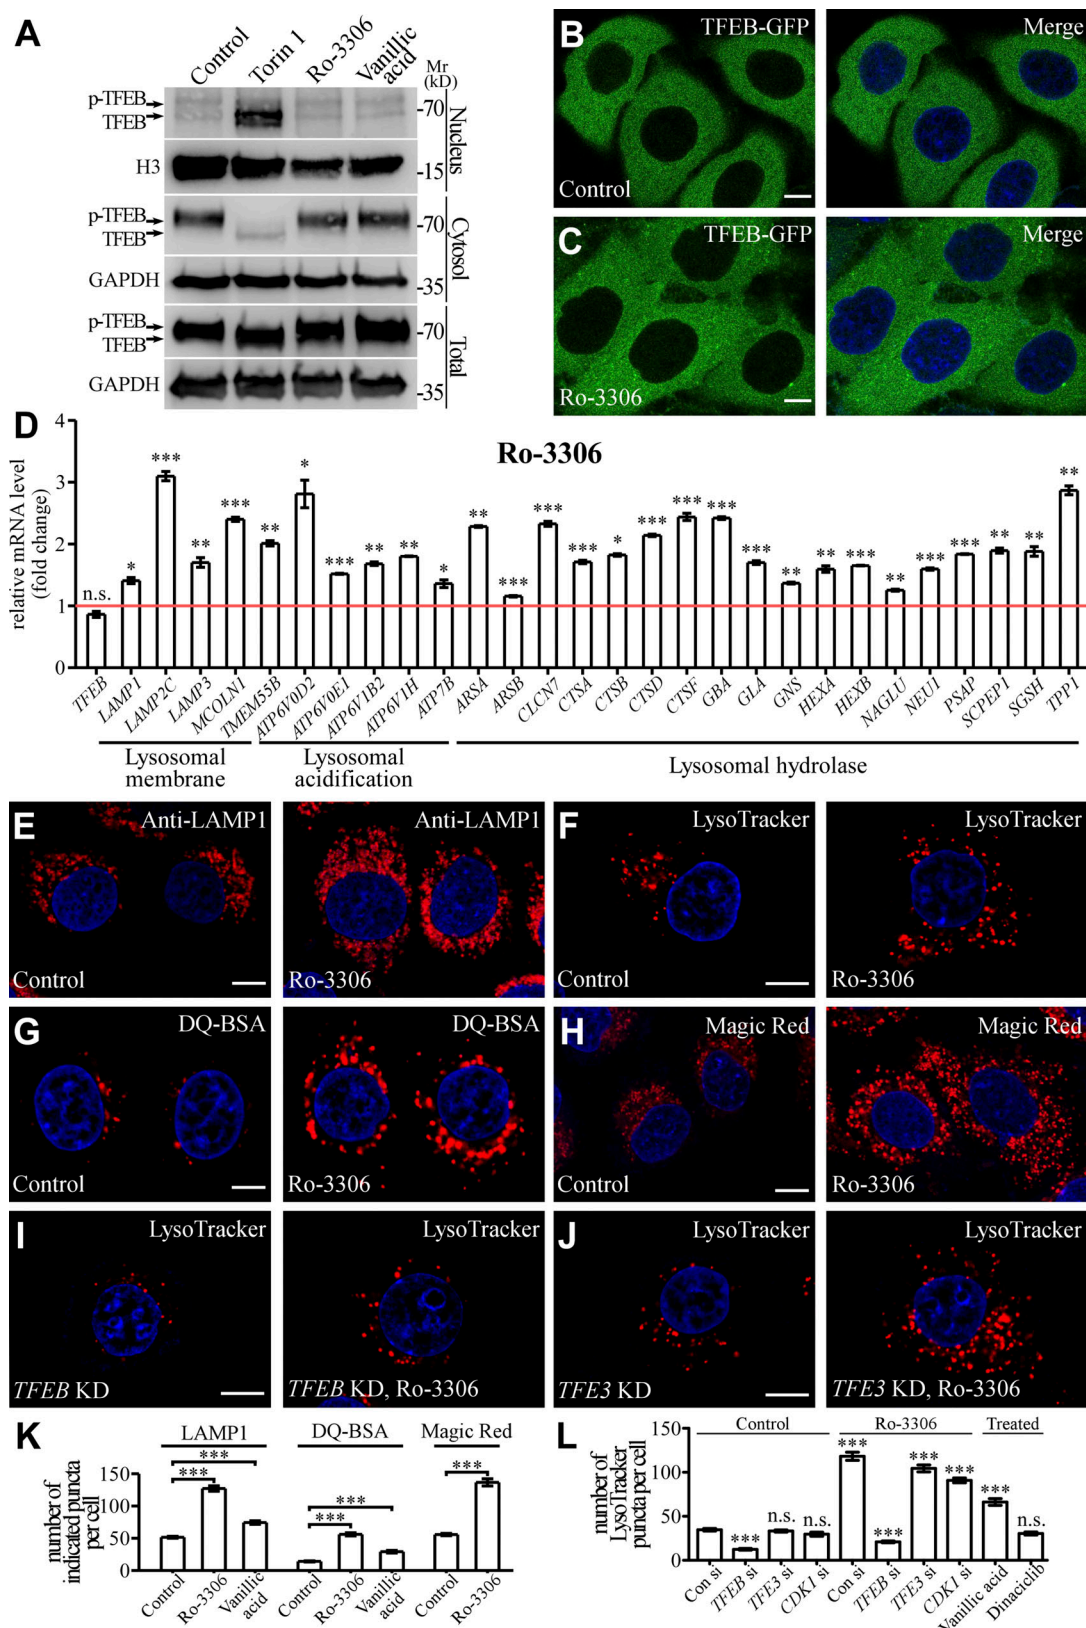 A
Control
Torin 1
Ro-3306
Vanillic acid
Mr (kD)
p-TFEB
TFEB
-70
H3
-15
Nucleus
p-TFEB
TFEB
-70
GAPDH
-35
Cytosol
p-TFEB
TFEB
-70
GAPDH
-35
Total
B
TFEB-GFP
Control
Merge
C
TFEB-GFP
Ro-3306
Merge
D
Ro-3306
relative mRNA level
(fold change)
4
3
2
1
0
n.s. * *** ** *** ** * *** ** ** * *** *** *** *** * *** *** *** *** ** ** ** ** *** *** ** ** **
TFEB
LAMP1
LAMP2C
LAMP3
MCOLN1
TMEM55B
ATP6V0D2
ATP6V0E1
ATP6V1B2
ATP6V1H
ATP7B
ARSA
ARSB
CLCN7
CTSA
CTSB
CTSD
CTSF
GBA
GLA
GNS
HEXA
HEXB
NAGLU
NEU1
PSAP
SCPEP1
SGSH
TPP1
Lysosomal
membrane
Lysosomal
acidification
Lysosomal hydrolase
E
Anti-LAMP1
Control
Anti-LAMP1
Ro-3306
F
LysoTracker
Control
LysoTracker
Ro-3306
G
DQ-BSA
Control
DQ-BSA
Ro-3306
H
Magic Red
Control
Magic Red
Ro-3306
I
LysoTracker
TFEB KD
LysoTracker
TFEB KD, Ro-3306
J
LysoTracker
TFE3 KD
LysoTracker
TFE3 KD, Ro-3306
K
LAMP1
DQ-BSA
Magic Red
number of
indicated puncta
per cell
150
100
50
0
***
***
***
***
***
Control
Ro-3306
Vanillic
acid
Control
Ro-3306
Vanillic
acid
Control
Ro-3306
L
Control
Ro-3306
Treated
number of
LysoTracker
puncta per cell
150
100
50
0
*** n.s. n.s. *** *** *** *** *** n.s.
Con si
TFEB si
TFE3 si
CDK1 si
Con si
TFEB si
TFE3 si
CDK1 si
Vanillic acid
Dinaciclib